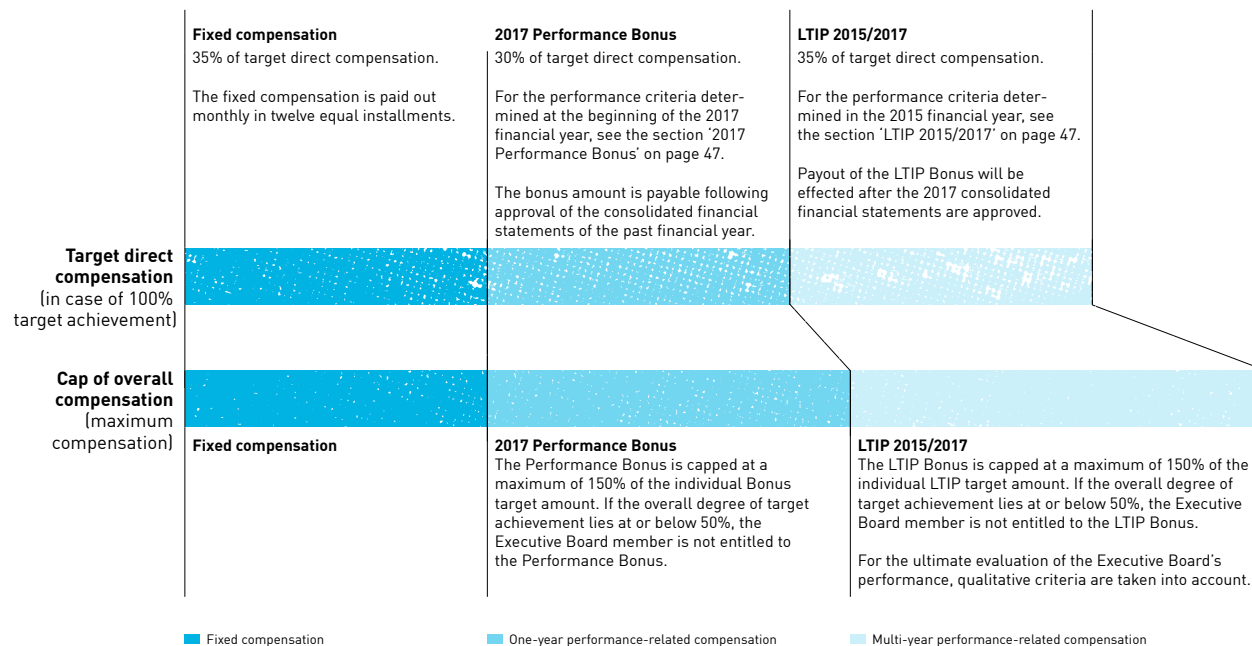 Fixed compensation
35% of target direct compensation.
The fixed compensation is paid out
monthly in twelve equal installments.
2017 Performance Bonus
30% of target direct compensation.
For the performance criteria deter-
mined at the beginning of the 2017
financial year, see the section ‘2017
Performance Bonus’ on page 47.
The bonus amount is payable following
approval of the consolidated financial
statements of the past financial year.
LTIP 2015/2017
35% of target direct compensation.
For the performance criteria deter-
mined in the 2015 financial year, see
the section ‘LTIP 2015/2017’ on page 47.
Payout of the LTIP Bonus will be
effected after the 2017 consolidated
financial statements are approved.
Target direct
compensation
(in case of 100%
target achievement)
Cap of overall
compensation
(maximum
compensation)
Fixed compensation
2017 Performance Bonus
The Performance Bonus is capped at a
maximum of 150% of the individual Bonus
target amount. If the overall degree of target
achievement lies at or below 50%, the
Executive Board member is not entitled to
the Performance Bonus.
LTIP 2015/2017
The LTIP Bonus is capped at a maximum of 150% of the
individual LTIP target amount. If the overall degree of
target achievement lies at or below 50%, the Executive
Board member is not entitled to the LTIP Bonus.
For the ultimate evaluation of the Executive Board’s
performance, qualitative criteria are taken into account.
Fixed compensation
One-year performance-related compensation
Multi-year performance-related compensation